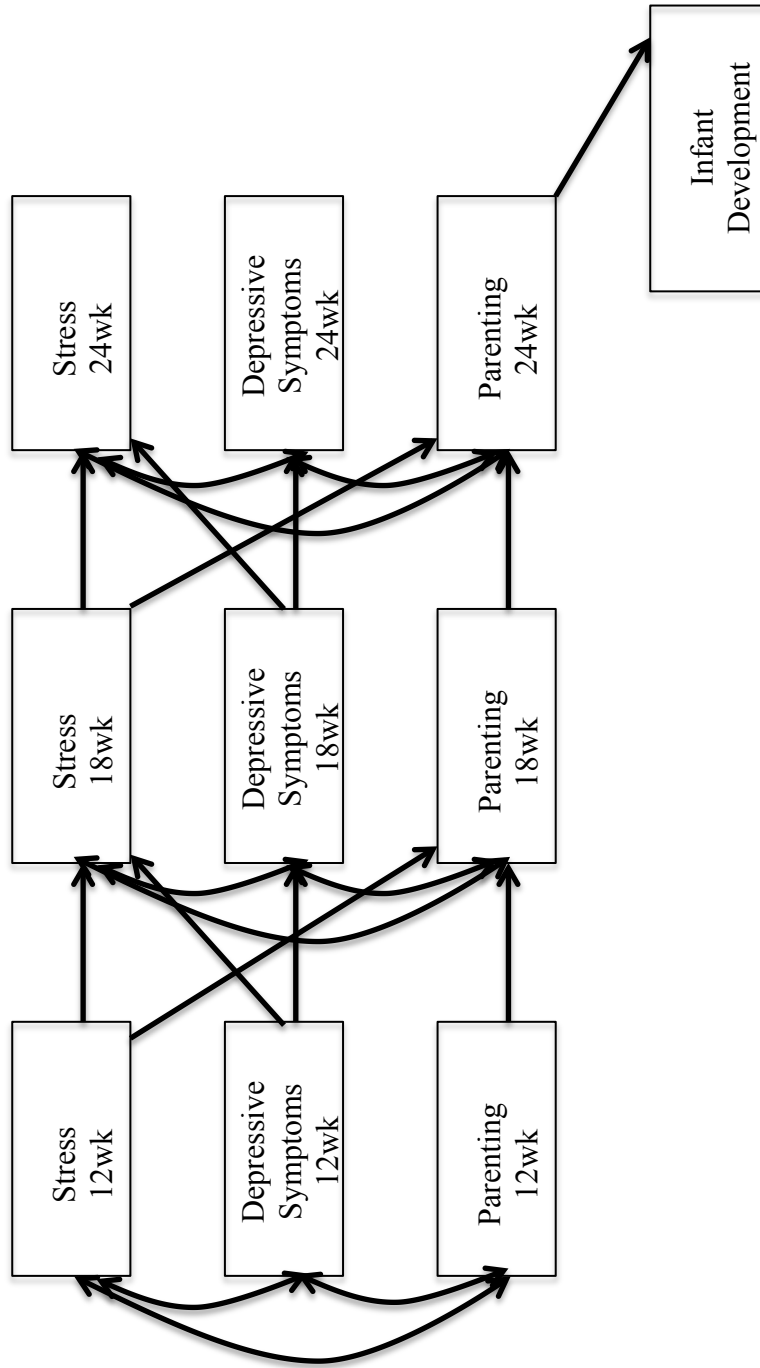 Stress
12wk
Stress
18wk
Stress
24wk
Depressive
Symptoms
12wk
Depressive
Symptoms
18wk
Depressive
Symptoms
24wk
Parenting
12wk
Parenting
18wk
Parenting
24wk
Infant
Development